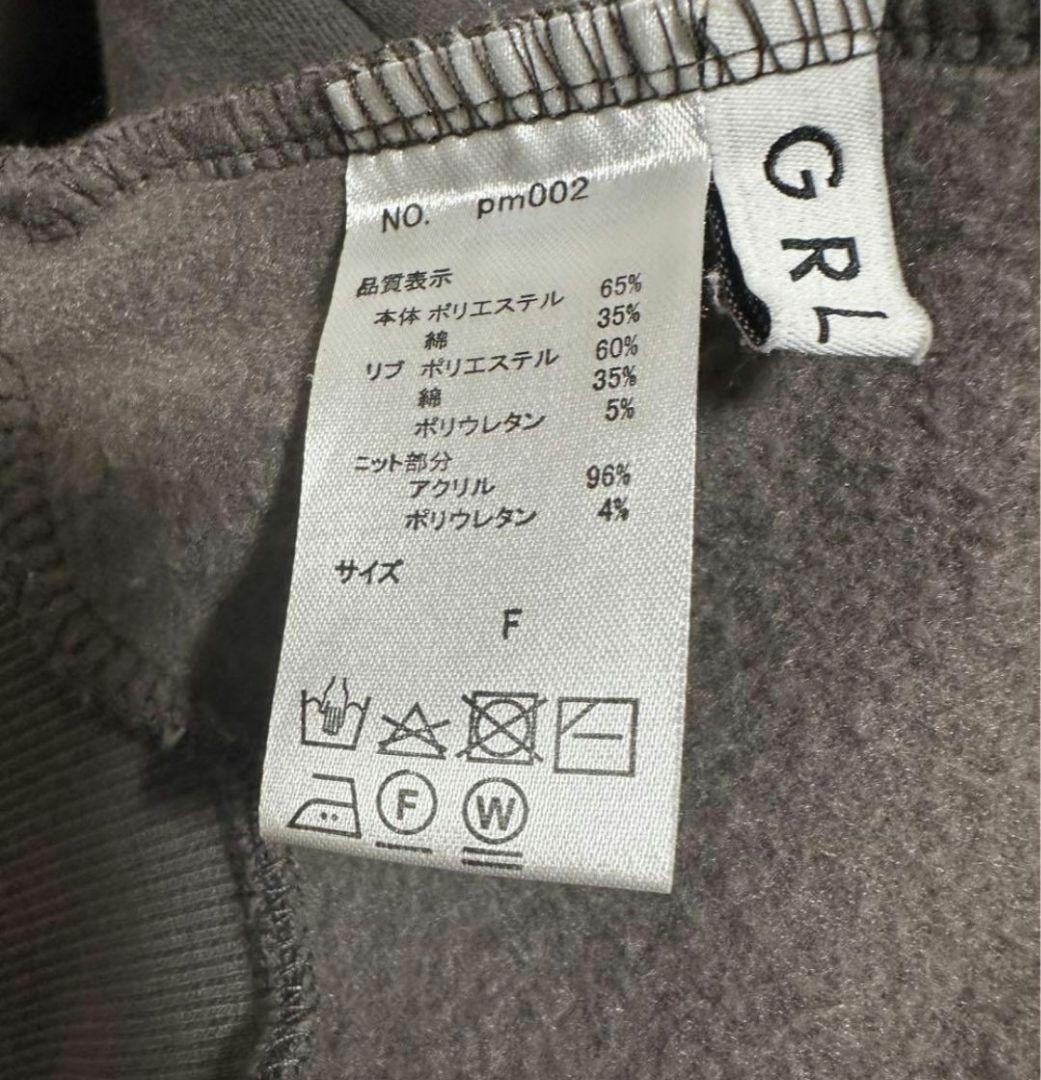 NO. pm002
品質表示
本体 ポリエステル 65%
綿 35%
リブ ポリエステル 60%
綿 35%
ポリウレタン 5%
ニット部分
アクリル 96%
ポリウレタン 4%
サイズ
F
F
W
GRL